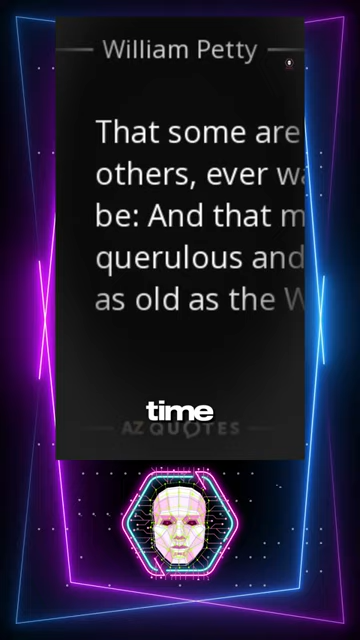 William Petty
That some are
others, ever wa
be: And that m
querulous and
as old as the W
time
AZ QUOTES